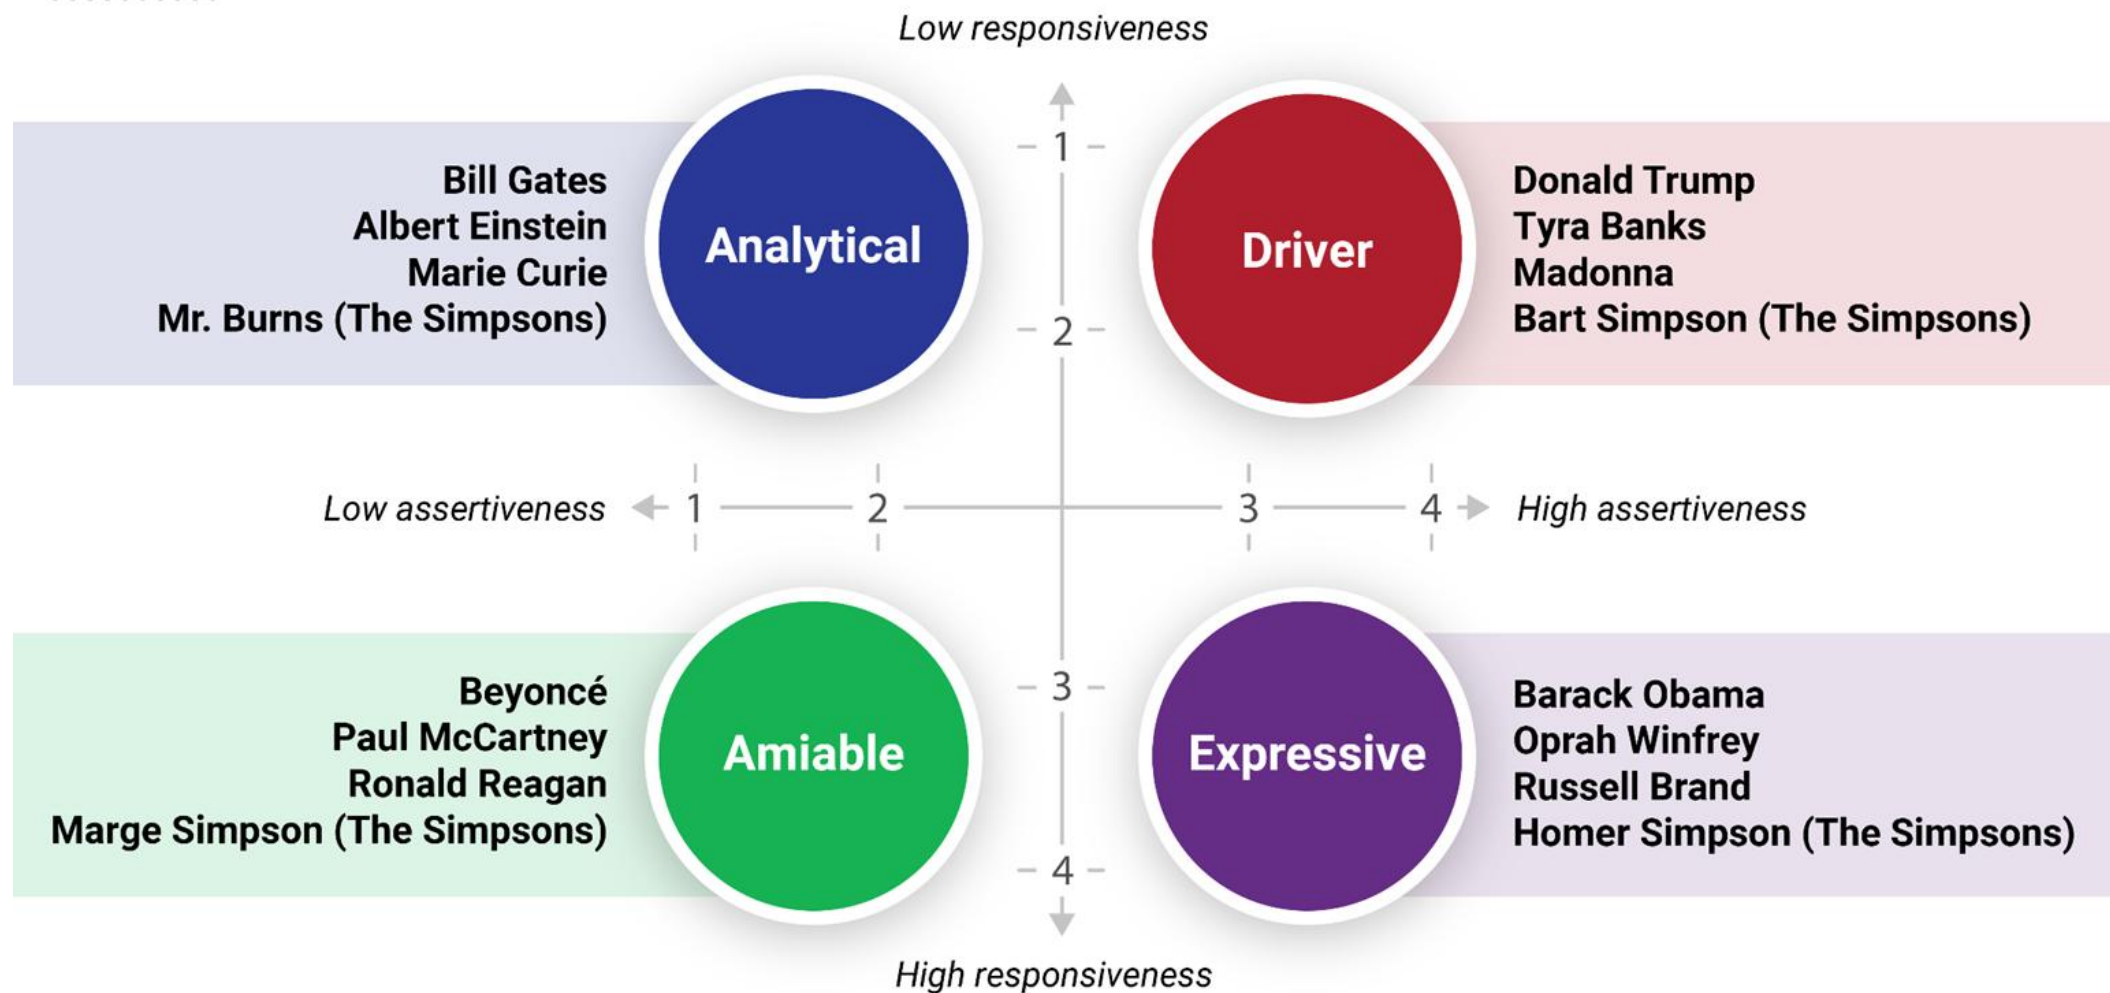 Low responsiveness
1
Bill Gates
Albert Einstein
Marie Curie
Mr. Burns (The Simpsons)
Analytical
Driver
Donald Trump
Tyra Banks
Madonna
Bart Simpson (The Simpsons)
2
Low assertiveness 1 2 3 4 High assertiveness
3
Beyoncé
Paul McCartney
Ronald Reagan
Marge Simpson (The Simpsons)
Amiable
Expressive
Barack Obama
Oprah Winfrey
Russell Brand
Homer Simpson (The Simpsons)
4
High responsiveness